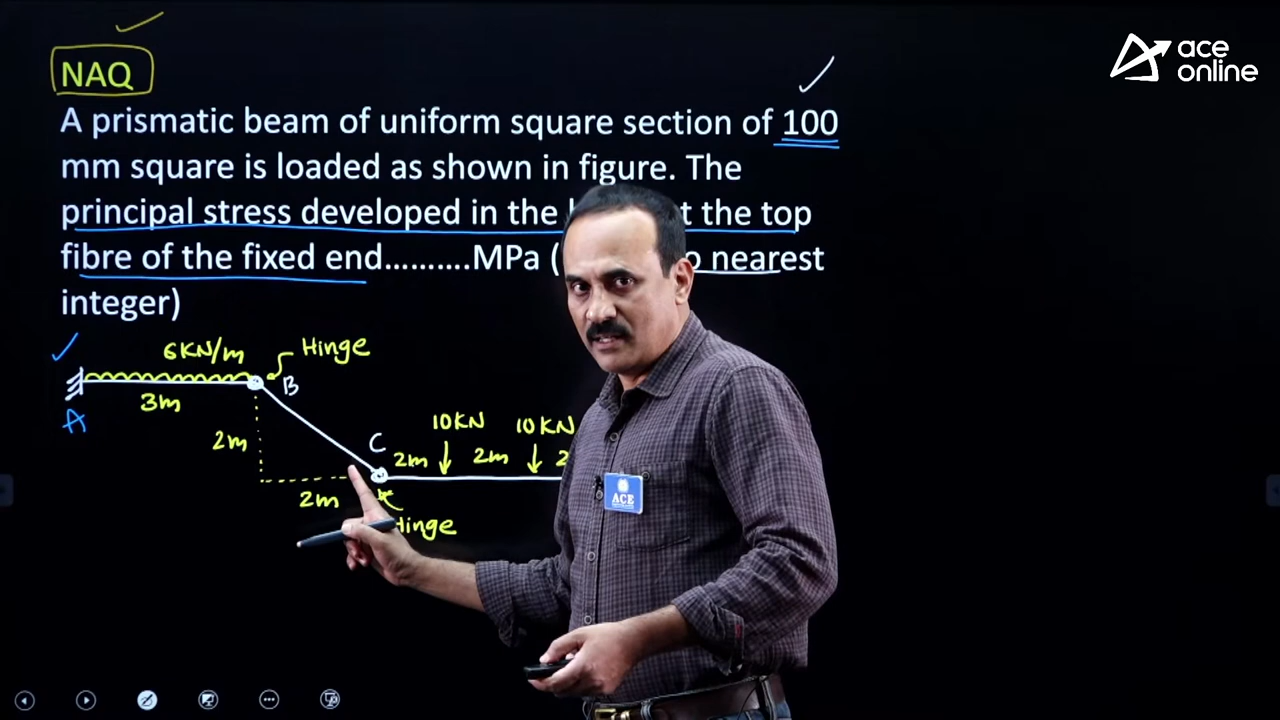 ace
online
NAQ
A prismatic beam of uniform square section of 100
mm square is loaded as shown in figure. The
principal stress developed in the t the top
fibre of the fixed end..........MPa ( o nearest
integer)
6KN/m Hinge
B
3m
A
2m
C
10KN 10KN
2m 2m 2
2m
Hinge
ACE